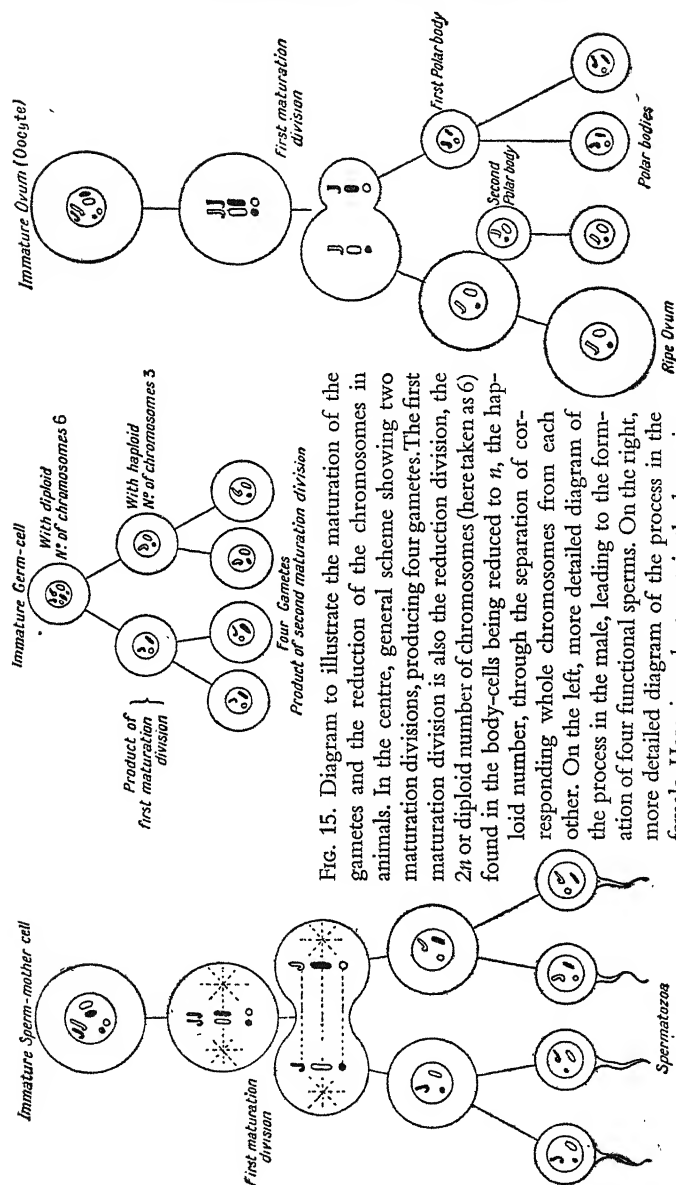 Immature Sperm-mother cell
First maturation
division
Spermatozoa
Immature Germ-cell
With diploid
Nº. of chromosomes 6
Product of
first maturation
division
With haploid
Nº. of chromosomes 3
Four Gametes
Product of second maturation division
Immature Ovum (Oocyte)
First maturation
division
First Polar body
Second
Polar body
Polar bodies
Ripe Ovum
FIG. 15. Diagram to illustrate the maturation of the
gametes and the reduction of the chromosomes in
animals. In the centre, general scheme showing two
maturation divisions, producing four gametes. The first
maturation division is also the reduction division, the
2n or diploid number of chromosomes (here taken as 6)
found in the body-cells being reduced to n, the hap-
loid number, through the separation of cor-
responding whole chromosomes from each
other. On the left, more detailed diagram of
the process in the male, leading to the form-
ation of four functional sperms. On the right,
more detailed diagram of the process in the